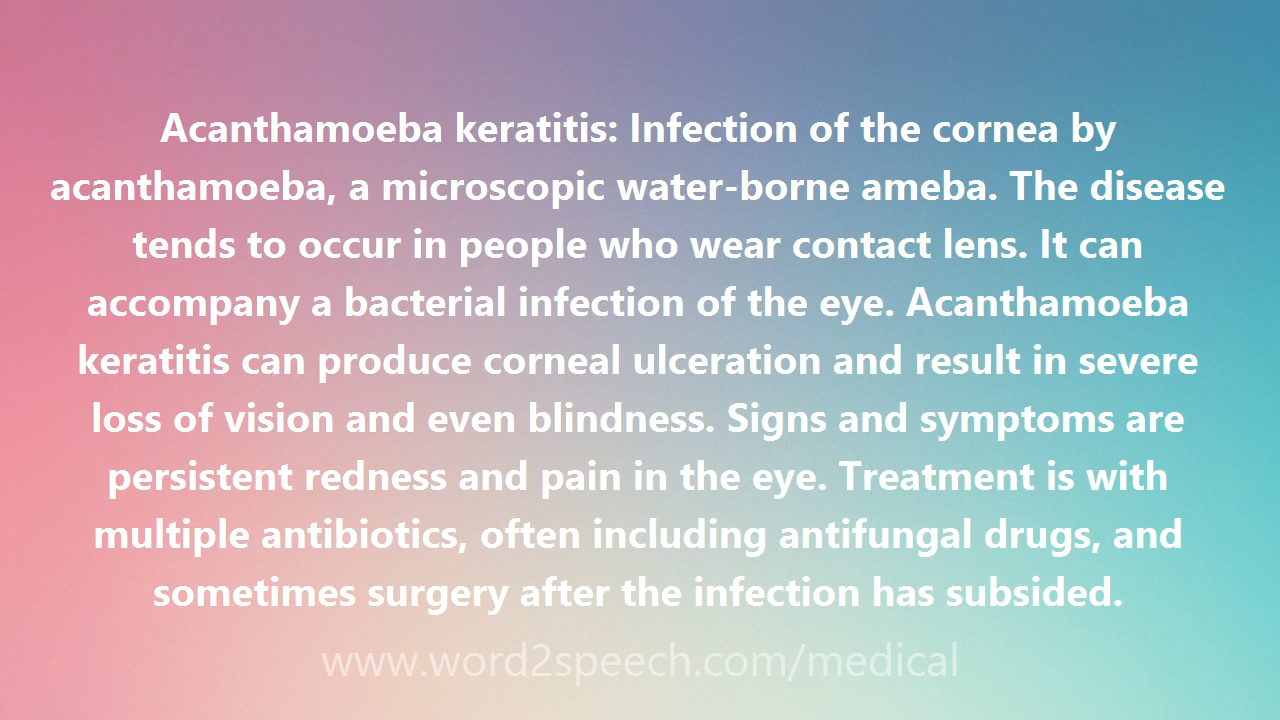 Acanthamoeba keratitis: Infection of the cornea by
acanthamoeba, a microscopic water-borne ameba. The disease
tends to occur in people who wear contact lens. It can
accompany a bacterial infection of the eye. Acanthamoeba
keratitis can produce corneal ulceration and result in severe
loss of vision and even blindness. Signs and symptoms are
persistent redness and pain in the eye. Treatment is with
multiple antibiotics, often including antifungal drugs, and
sometimes surgery after the infection has subsided.
www.word2speech.com/medical